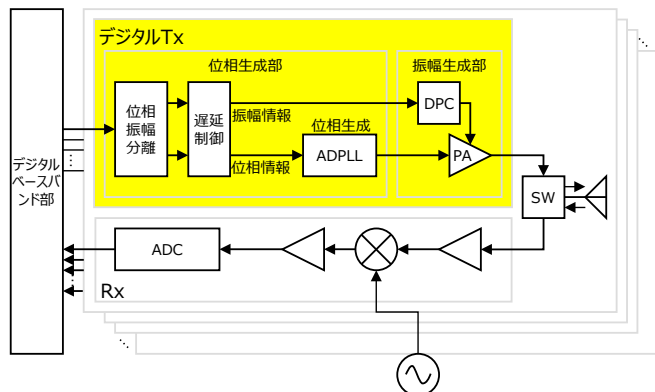 デジタルTx
位相生成部
振幅生成部
位相
振幅
分離
遅延
制御
振幅情報
位相情報
位相生成
ADPLL
DPC
PA
SW
デジタル
ベースバ
ンド部
ADC
Rx